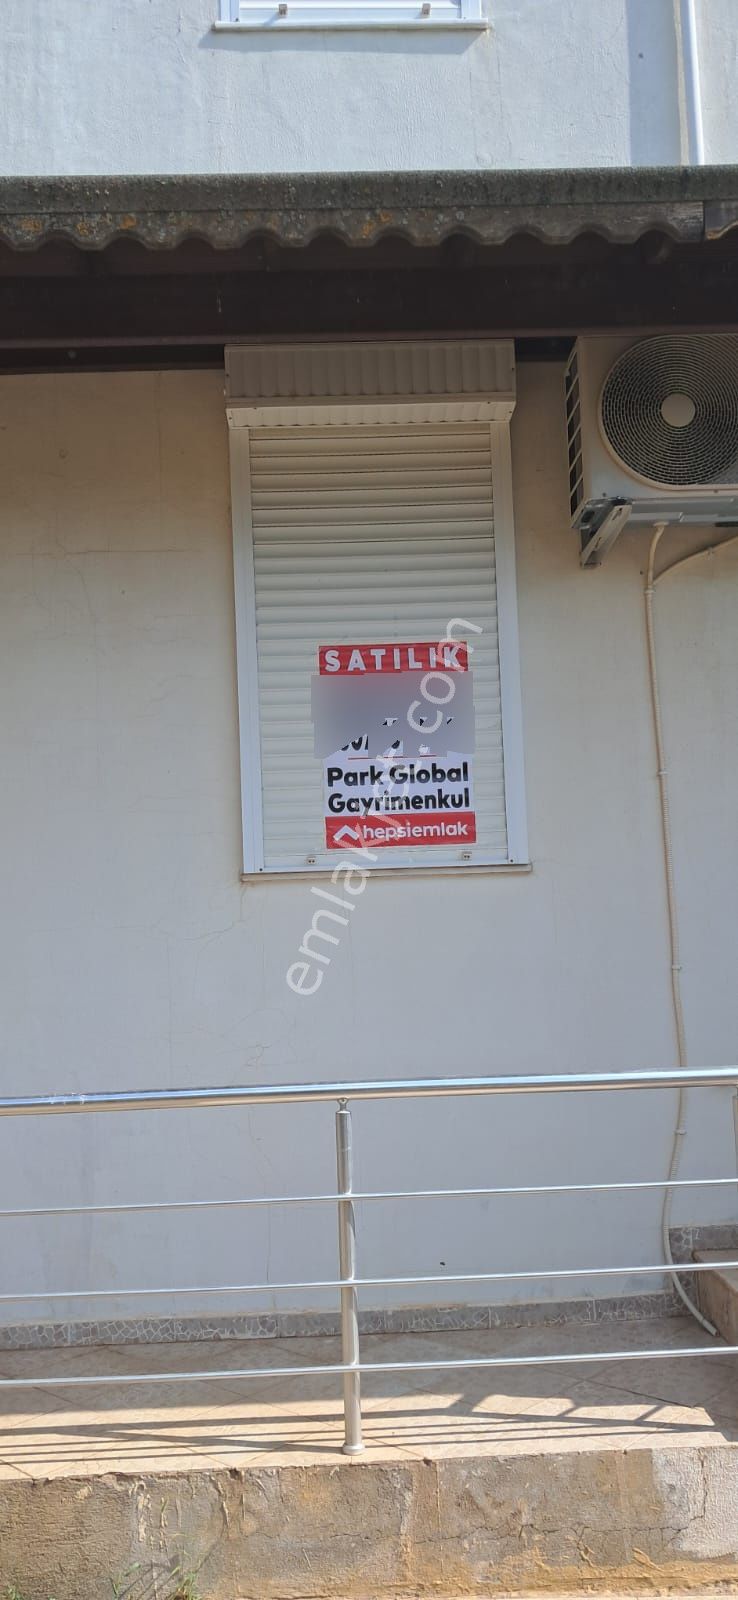 SATILIK
Park Global
Gayrimenkul
hepsiemlak
emlakjet.com